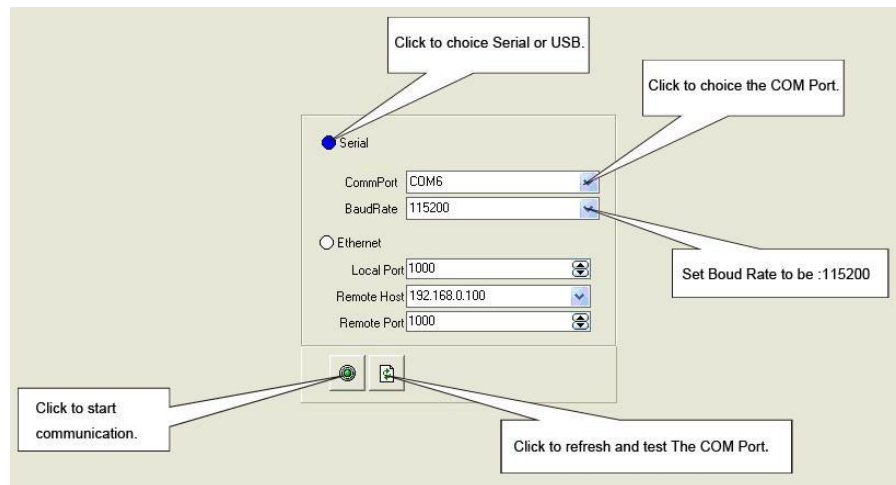 Click to choice Serial or USB.
Click to choice the COM Port.
Serial
CommPort COM6
BaudRate 115200
Ethernet
Local Port 1000
Remote Host 192.168.0.100
Remote Port 1000
Set Boud Rate to be :115200
Click to start
communication.
Click to refresh and test The COM Port.